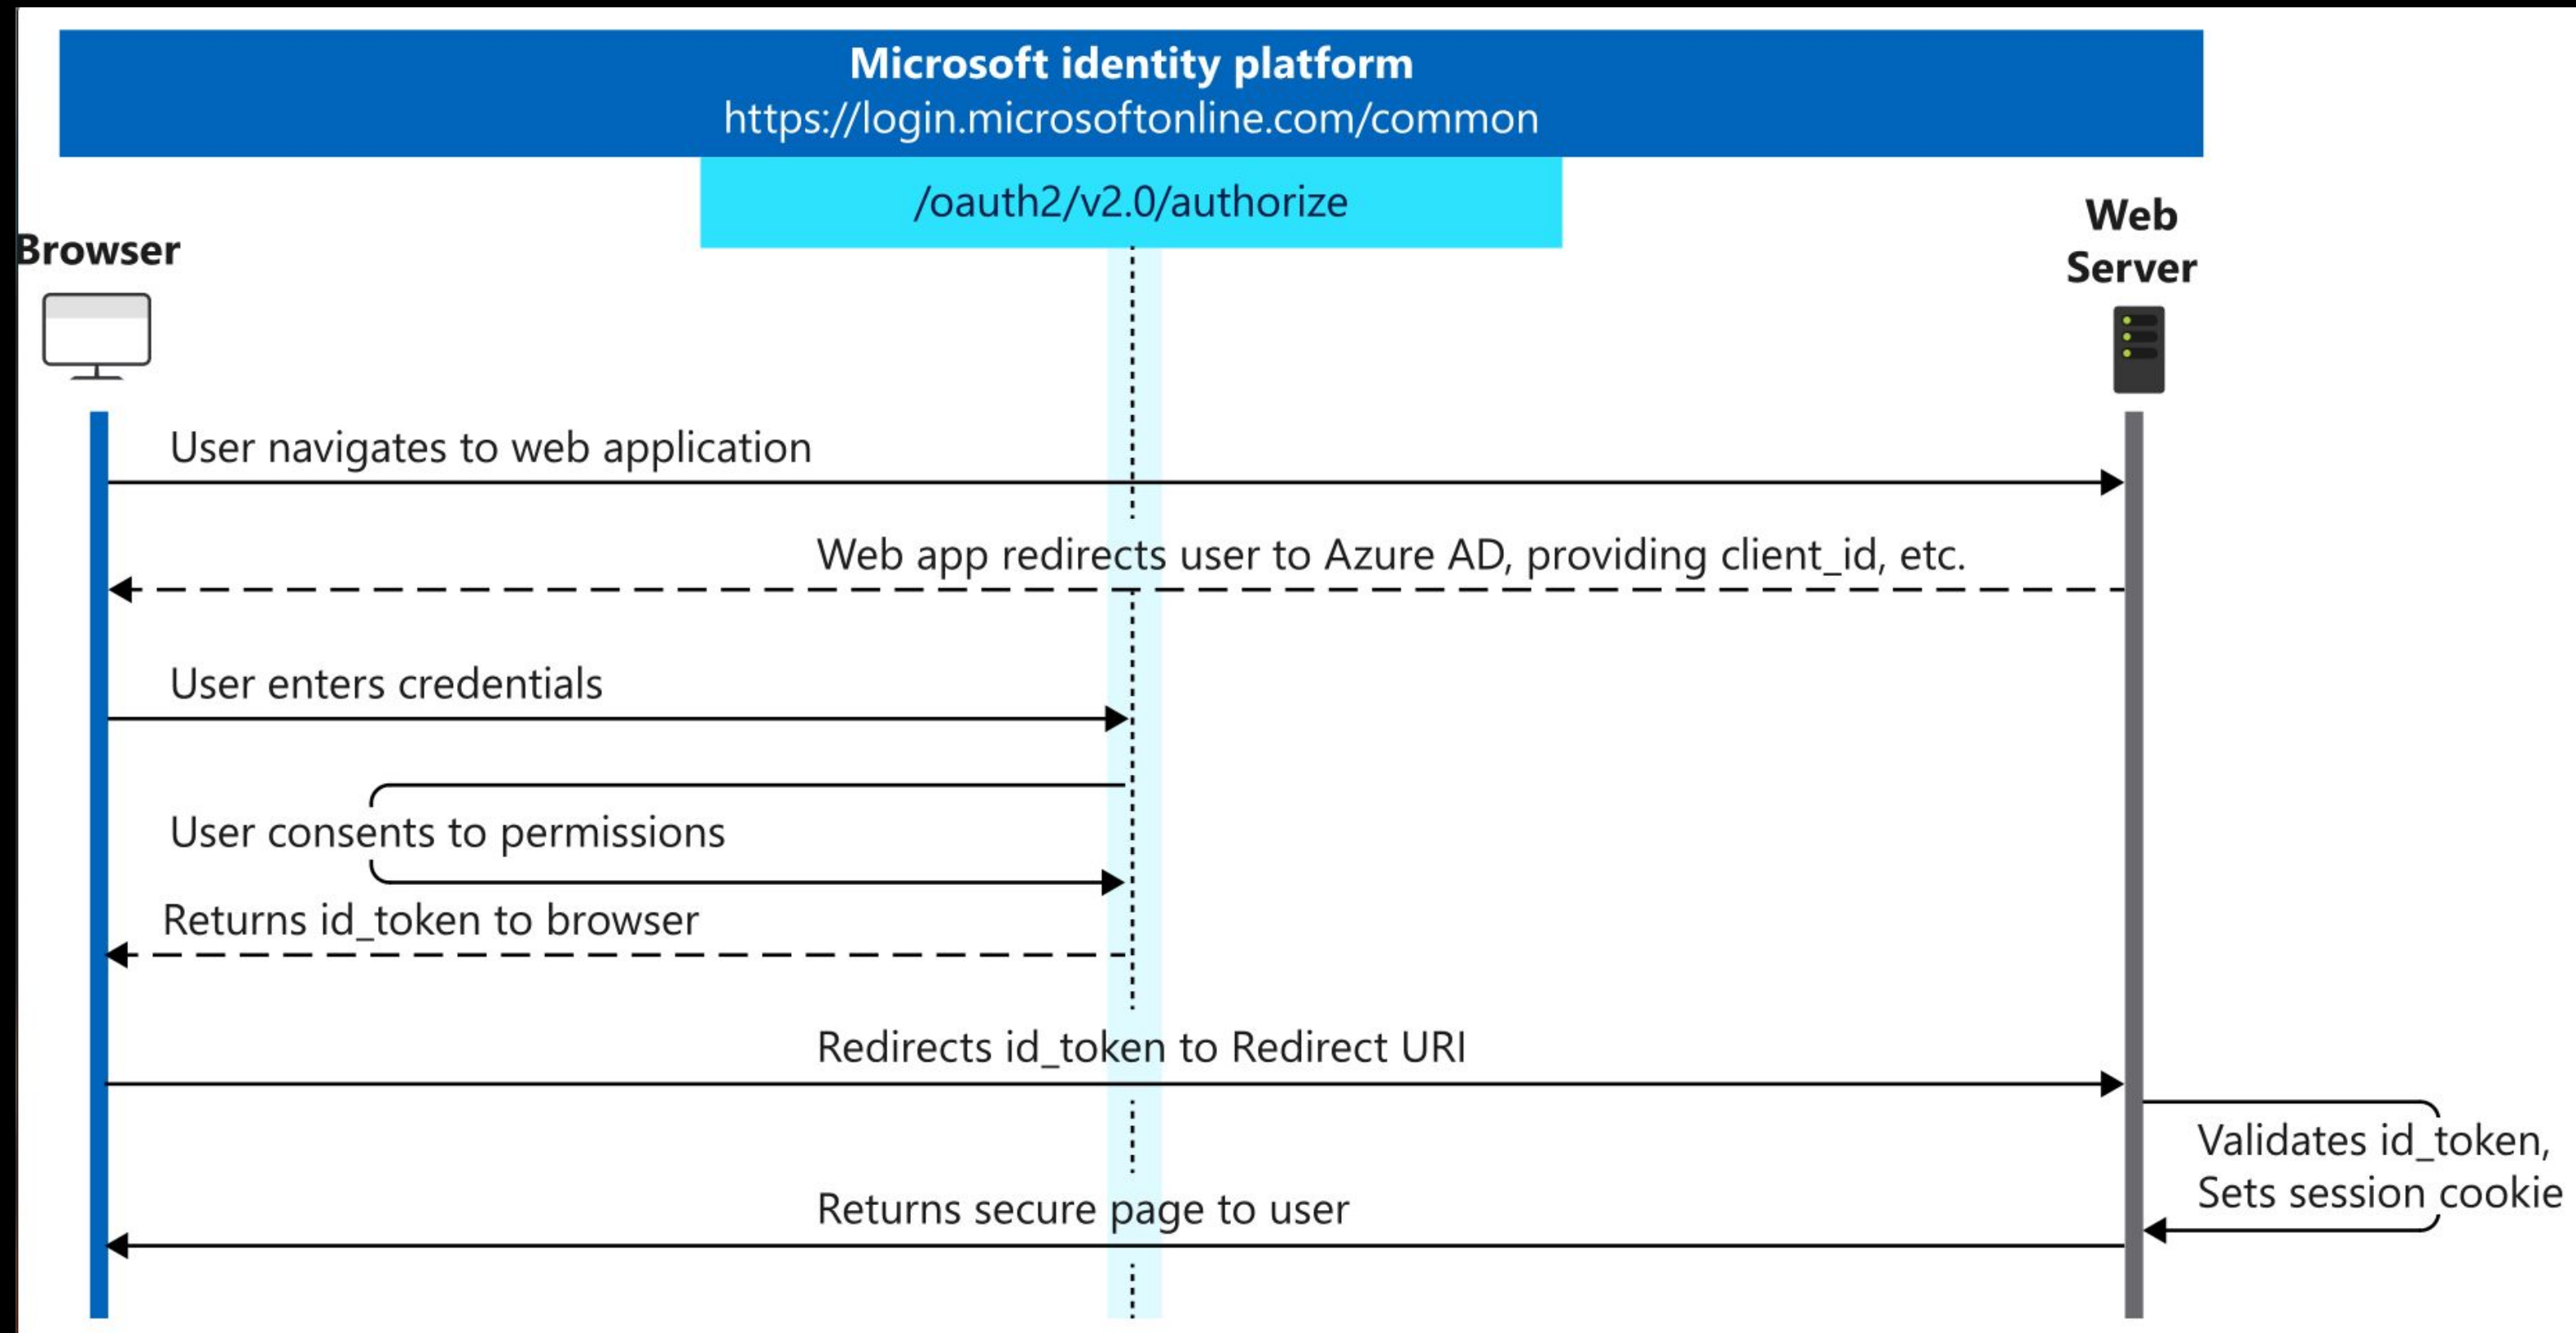 Microsoft identity platform
https://login.microsoftonline.com/common
/oauth2/v2.0/authorize
Browser
Web
Server
User navigates to web application
Web app redirects user to Azure AD, providing client_id, etc.
User enters credentials
User consents to permissions
Returns id_token to browser
Redirects id_token to Redirect URI
Validates id_token,
Sets session cookie
Returns secure page to user